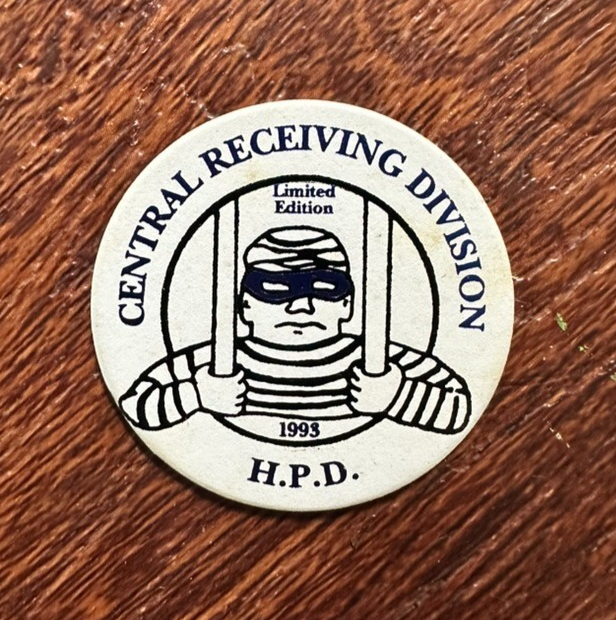 CENTRAL RECEIVING DIVISION
Limited
Edition
1993
H.P.D.